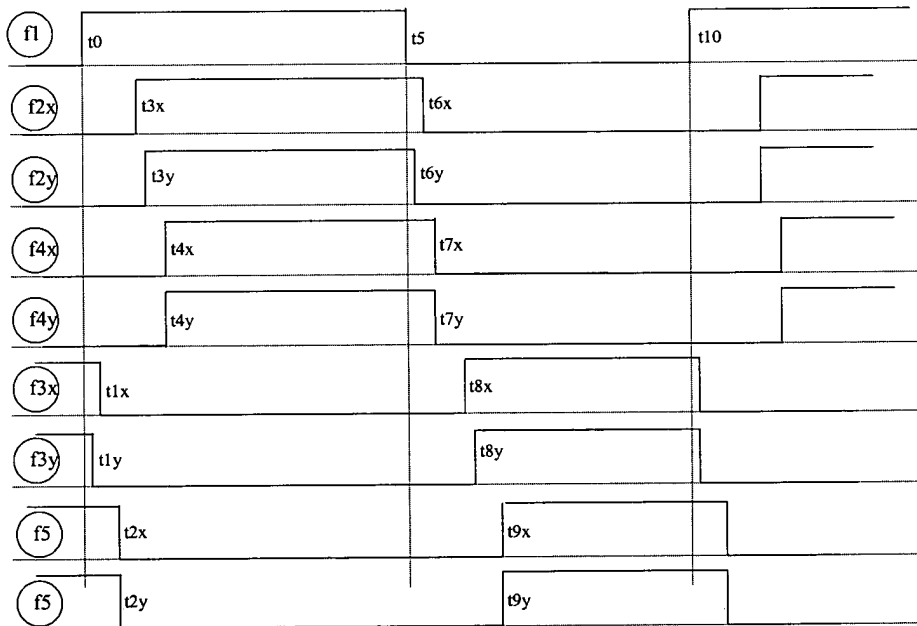 f1 t0 t5 t10
f2x t3x t6x
f2y t3y t6y
f4x t4x t7x
f4y t4y t7y
f3x t1x t8x
f3y t1y t8y
f5 t2x t9x
f5 t2y t9y